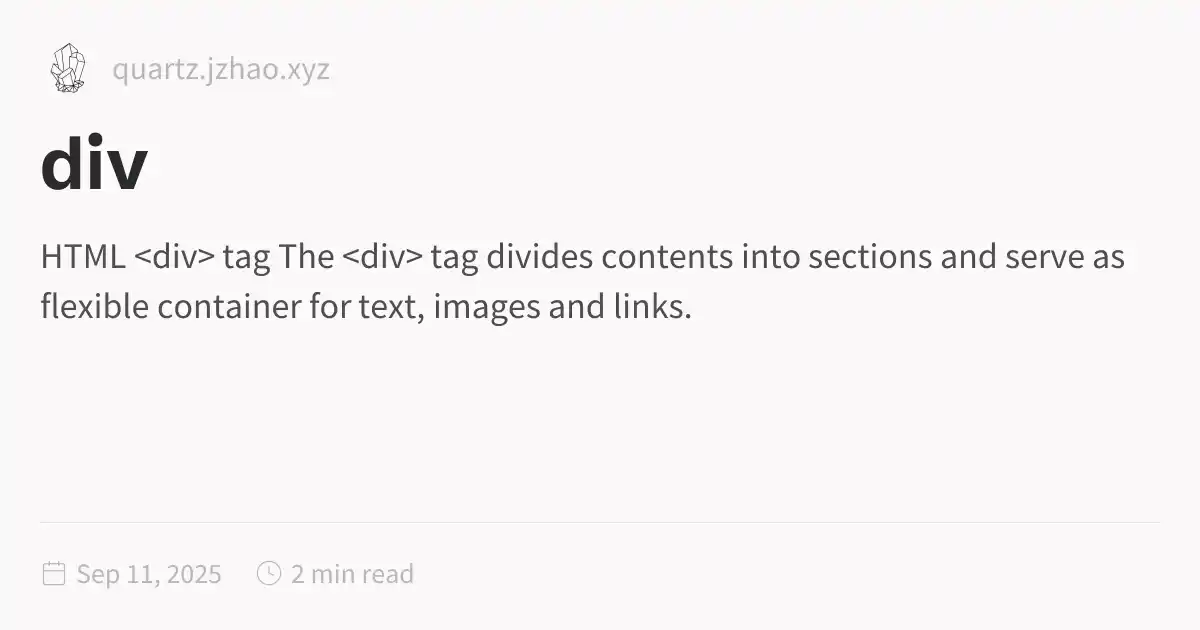 quartz.jzhao.xyz
div
HTML <div> tag The <div> tag divides contents into sections and serve as
flexible container for text, images and links.
Sep 11, 2025 2 min read